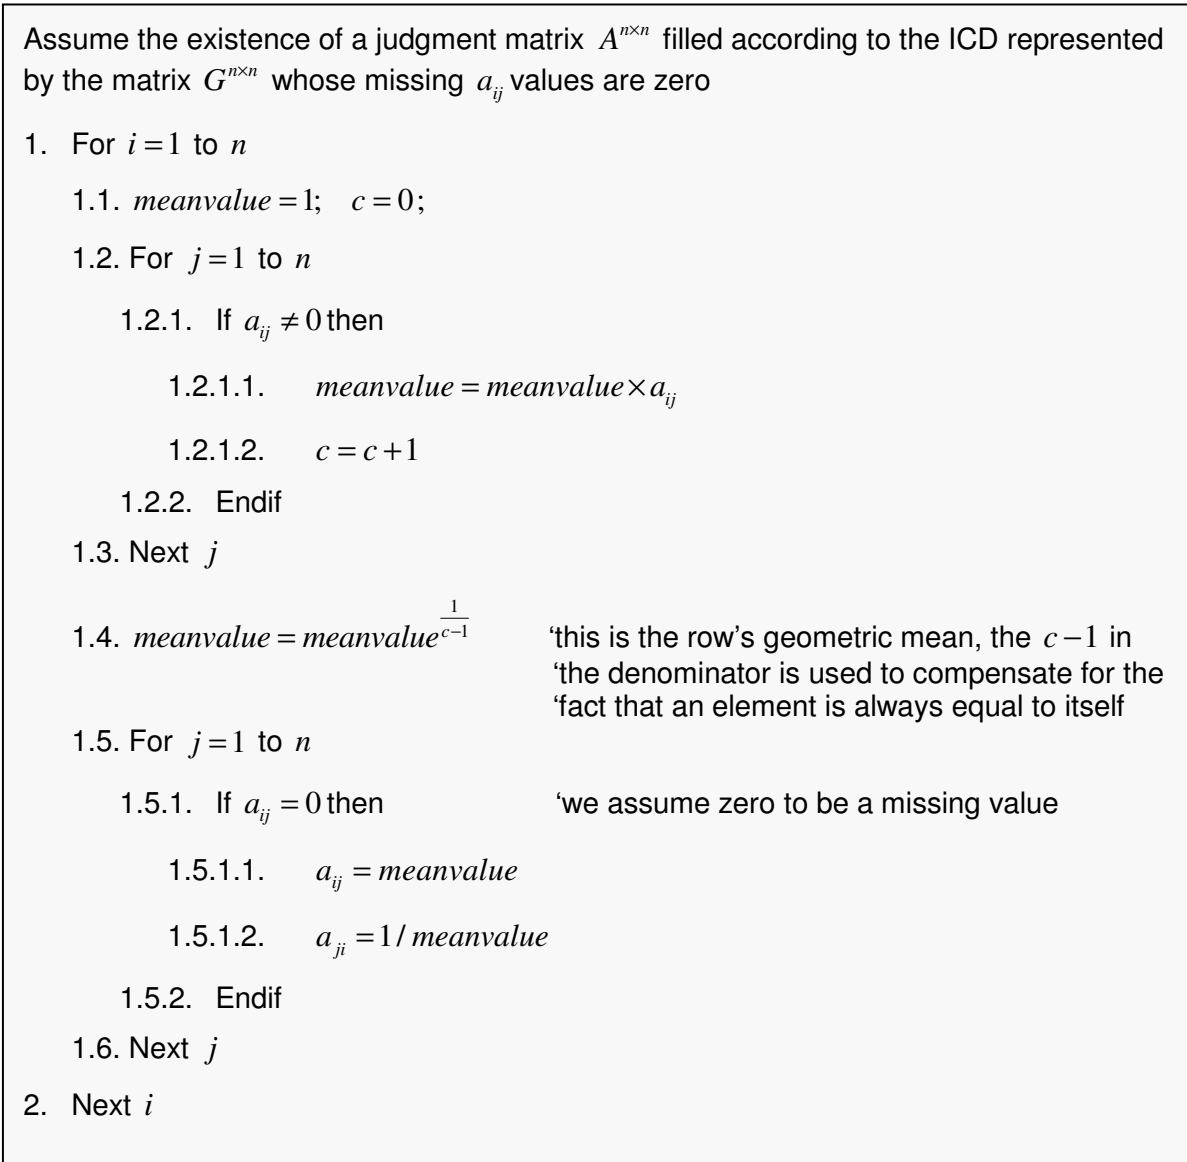 Assume the existence of a judgment matrix A^{n×n} filled according to the ICD represented
by the matrix G^{n×n} whose missing a_{ij} values are zero
1. For i = 1 to n
1.1. meanvalue = 1; c = 0;
1.2. For j = 1 to n
1.2.1. If a_{ij} ≠ 0 then
1.2.1.1. meanvalue = meanvalue × a_{ij}
1.2.1.2. c = c + 1
1.2.2. Endif
1.3. Next j
1.4. meanvalue = meanvalue^{\frac{1}{c-1}} ‘this is the row's geometric mean, the c − 1 in
‘the denominator is used to compensate for the
‘fact that an element is always equal to itself
1.5. For j = 1 to n
1.5.1. If a_{ij} = 0 then ‘we assume zero to be a missing value
1.5.1.1. a_{ij} = meanvalue
1.5.1.2. a_{ji} = 1 / meanvalue
1.5.2. Endif
1.6. Next j
2. Next i